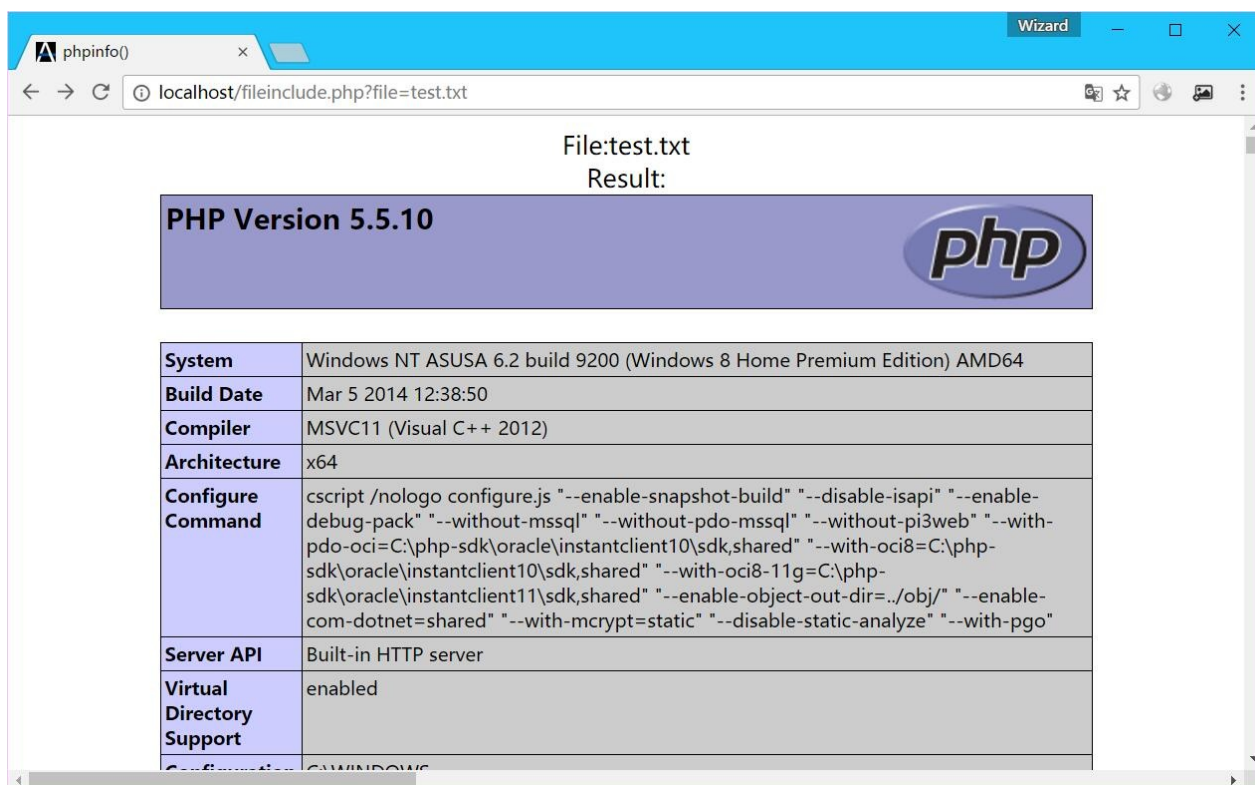 Wizard
phpinfo()
localhost/fileinclude.php?file=test.txt
File:test.txt
Result:
PHP Version 5.5.10
php
System Windows NT ASUSA 6.2 build 9200 (Windows 8 Home Premium Edition) AMD64
Build Date Mar 5 2014 12:38:50
Compiler MSVC11 (Visual C++ 2012)
Architecture x64
Configure Command cscript /nologo configure.js "--enable-snapshot-build" "--disable-isapi" "--enable-
debug-pack" "--without-mssql" "--without-pdo-mssql" "--without-pi3web" "--with-
pdo-oci=C:\php-sdk\oracle\instantclient10\sdk,shared" "--with-oci8=C:\php-
sdk\oracle\instantclient10\sdk,shared" "--with-oci8-11g=C:\php-
sdk\oracle\instantclient11\sdk,shared" "--enable-object-out-dir=../obj/" "--enable-
com-dotnet=shared" "--with-mcrypt=static" "--disable-static-analyze" "--with-pgo"
Server API Built-in HTTP server
Virtual Directory Support enabled
Configuration C:\WINDOWS